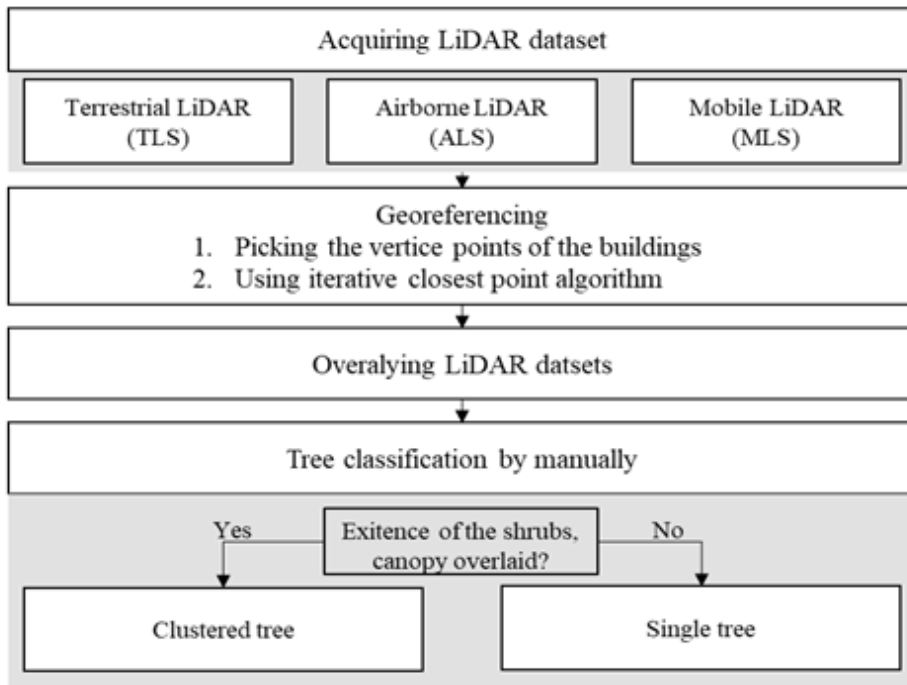 Acquiring LiDAR dataset
Terrestrial LiDAR
(TLS)
Airborne LiDAR
(ALS)
Mobile LiDAR
(MLS)
Georeferencing
1. Picking the vertice points of the buildings
2. Using iterative closest point algorithm
Overalying LiDAR datsets
Tree classification by manually
Yes
Exitence of the shrubs,
canopy overlaid?
No
Clustered tree
Single tree